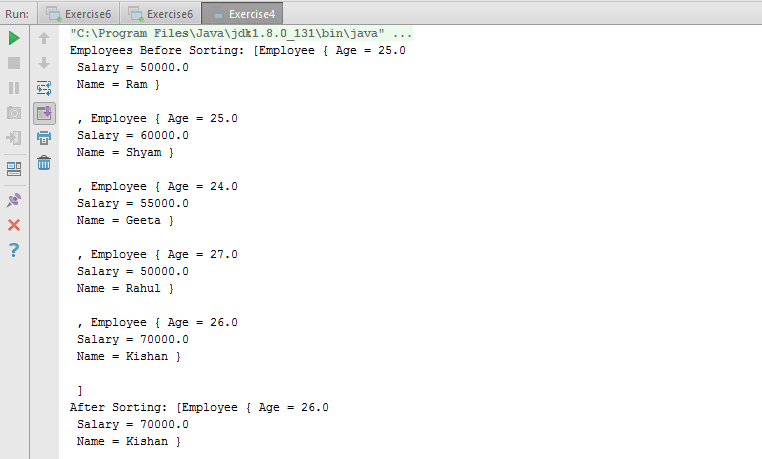 Run: Exercise6 Exercise6 Exercise4
"C:\Program Files\Java\jdk1.8.0_131\bin\java" ...
Employees Before Sorting: [Employee { Age = 25.0
Salary = 50000.0
Name = Ram }
, Employee { Age = 25.0
Salary = 60000.0
Name = Shyam }
, Employee { Age = 24.0
Salary = 55000.0
Name = Geeta }
, Employee { Age = 27.0
Salary = 50000.0
Name = Rahul }
, Employee { Age = 26.0
Salary = 70000.0
Name = Kishan }
]
After Sorting: [Employee { Age = 26.0
Salary = 70000.0
Name = Kishan }